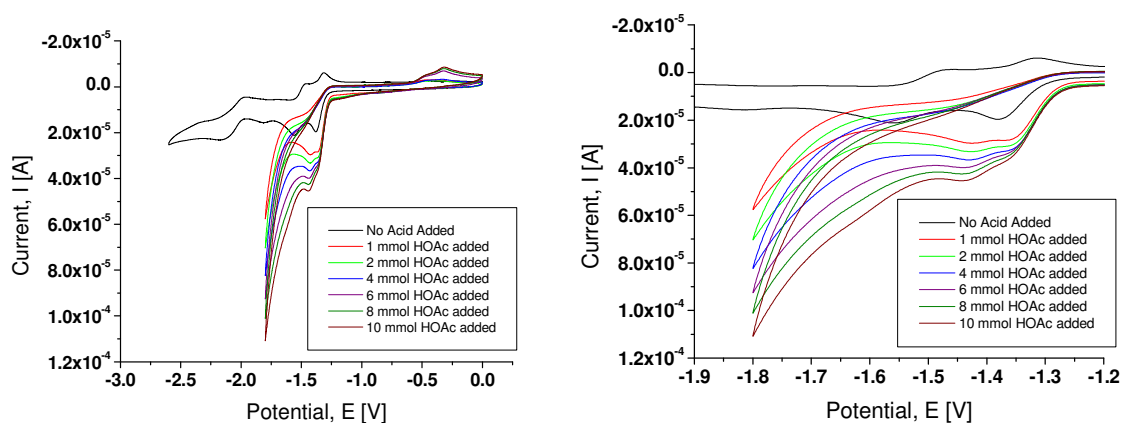 -2.0x10⁻⁵
0.0
2.0x10⁻⁵
4.0x10⁻⁵
6.0x10⁻⁵
8.0x10⁻⁵
1.0x10⁻⁴
1.2x10⁻⁴
Current, I [A]
-3.0 -2.5 -2.0 -1.5 -1.0 -0.5 0.0
Potential, E [V]
No Acid Added
1 mmol HOAc added
2 mmol HOAc added
4 mmol HOAc added
6 mmol HOAc added
8 mmol HOAc added
10 mmol HOAc added
-2.0x10⁻⁵
0.0
2.0x10⁻⁵
4.0x10⁻⁵
6.0x10⁻⁵
8.0x10⁻⁵
1.0x10⁻⁴
1.2x10⁻⁴
Current, I [A]
-1.9 -1.8 -1.7 -1.6 -1.5 -1.4 -1.3 -1.2
Potential, E [V]
No Acid Added
1 mmol HOAc added
2 mmol HOAc added
4 mmol HOAc added
6 mmol HOAc added
8 mmol HOAc added
10 mmol HOAc added